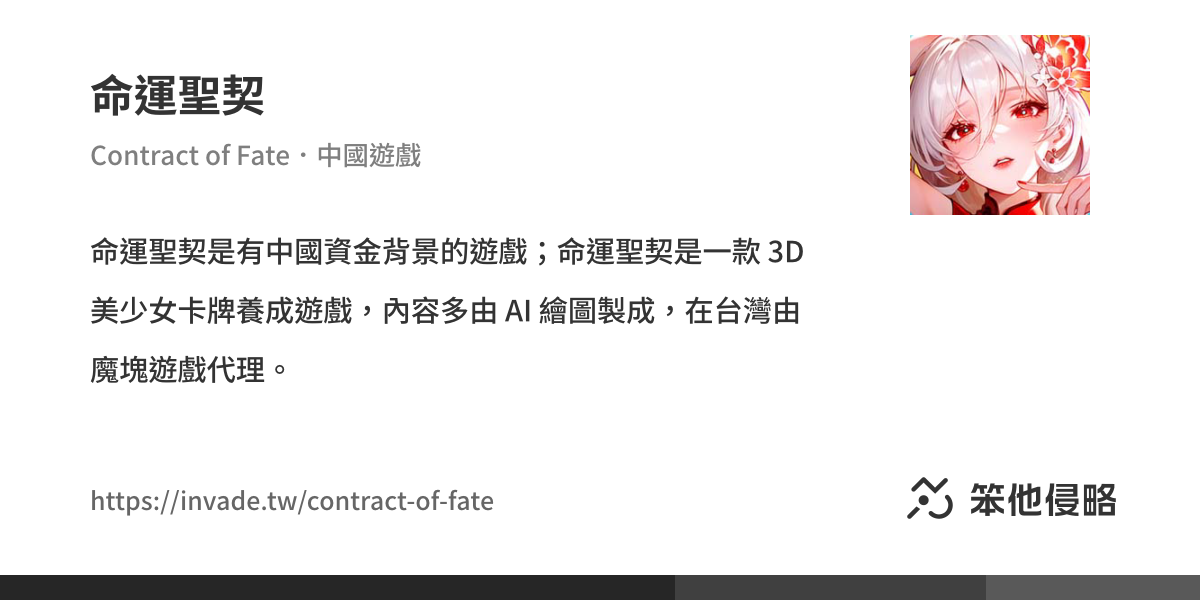 命運聖契
Contract of Fate・中國遊戲
命運聖契是有中國資金背景的遊戲；命運聖契是一款 3D
美少女卡牌養成遊戲，內容多由 AI 繪圖製成，在台灣由
魔塊遊戲代理。
https://invade.tw/contract-of-fate
笨他侵略